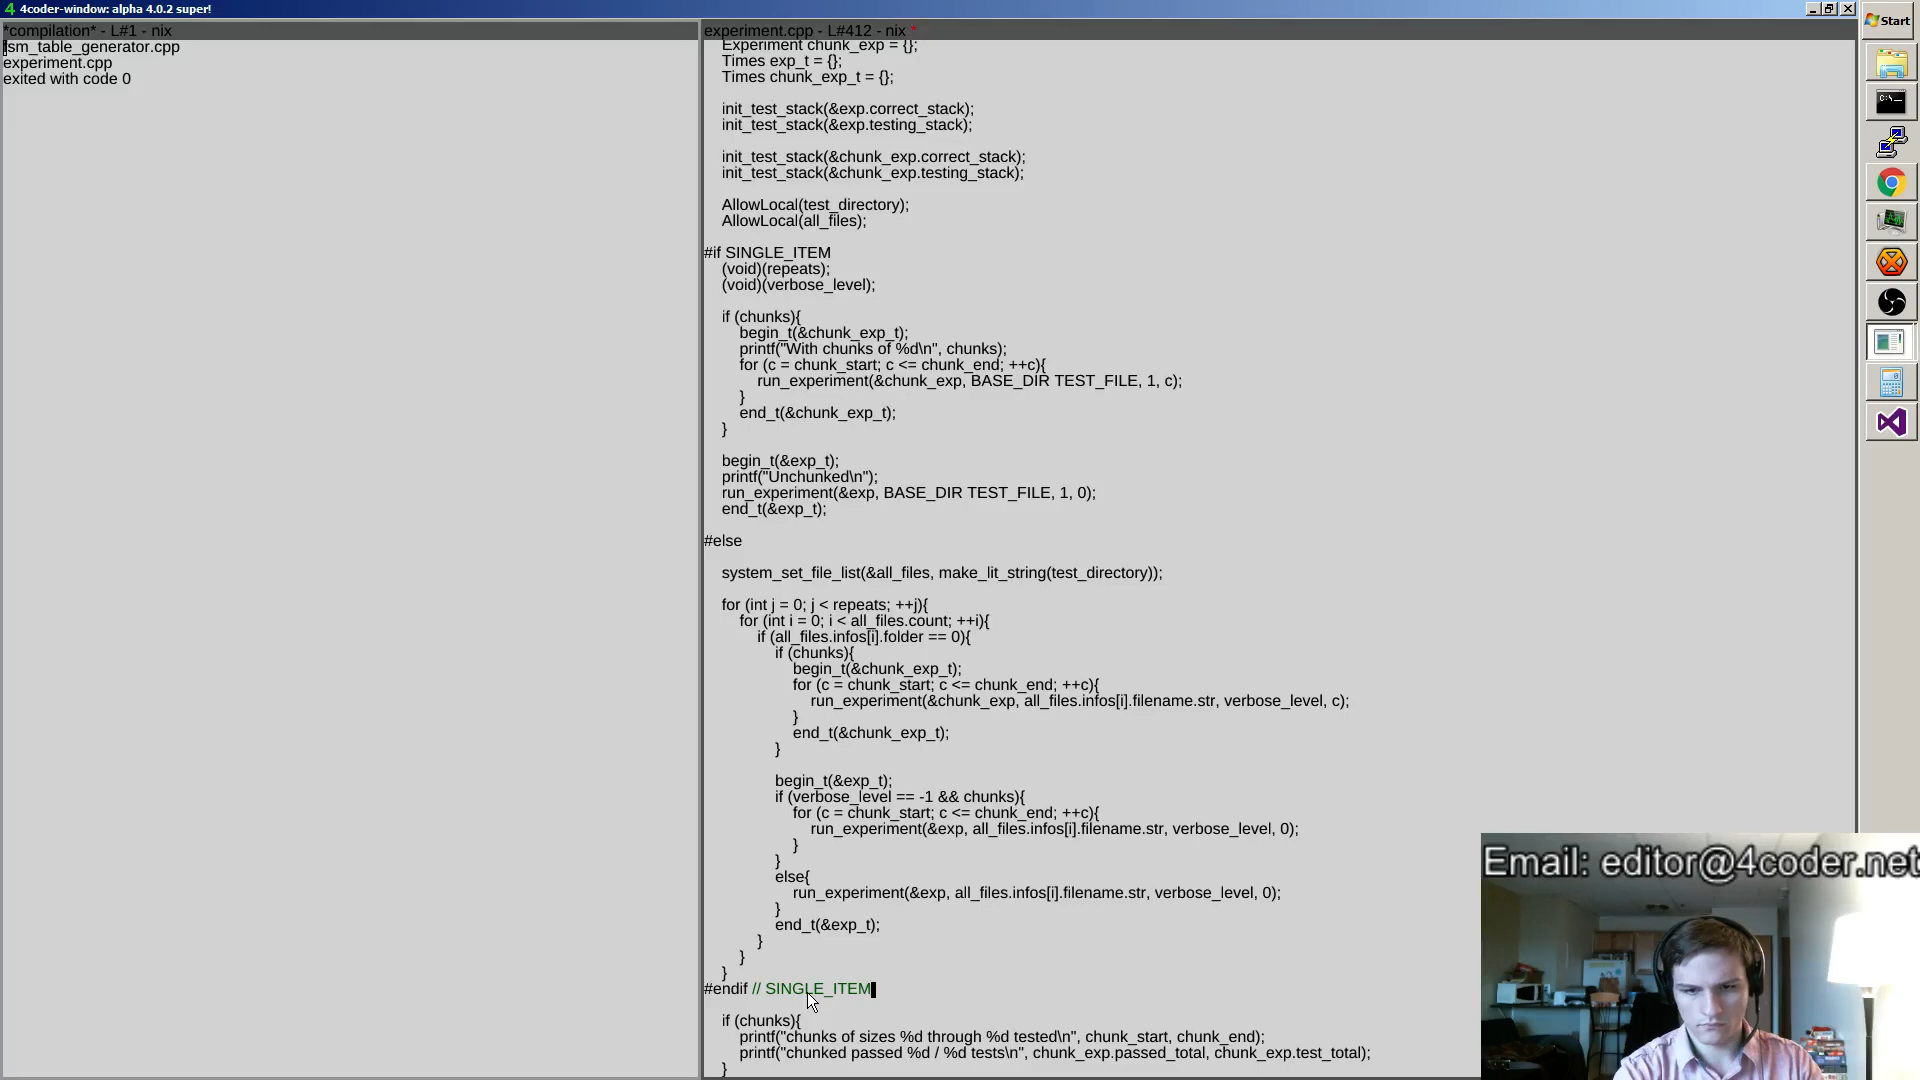 4coder-window: alpha 4.0.2 super!
*compilation* - L#1 - nix
fsm_table_generator.cpp
experiment.cpp
exited with code 0
experiment.cpp - L#412 - nix *
Experiment chunk_exp = {};
Times exp_t = {};
Times chunk_exp_t = {};
init_test_stack(&exp.correct_stack);
init_test_stack(&exp.testing_stack);
init_test_stack(&chunk_exp.correct_stack);
init_test_stack(&chunk_exp.testing_stack);
AllowLocal(test_directory);
AllowLocal(all_files);
#if SINGLE_ITEM
(void)(repeats);
(void)(verbose_level);
if (chunks){
begin_t(&chunk_exp_t);
printf("With chunks of %d\n", chunks);
for (c = chunk_start; c <= chunk_end; ++c){
run_experiment(&chunk_exp, BASE_DIR TEST_FILE, 1, c);
}
end_t(&chunk_exp_t);
}
begin_t(&exp_t);
printf("Unchunked\n");
run_experiment(&exp, BASE_DIR TEST_FILE, 1, 0);
end_t(&exp_t);
#else
system_set_file_list(&all_files, make_lit_string(test_directory));
for (int j = 0; j < repeats; ++j){
for (int i = 0; i < all_files.count; ++i){
if (all_files.infos[i].folder == 0){
if (chunks){
begin_t(&chunk_exp_t);
for (c = chunk_start; c <= chunk_end; ++c){
run_experiment(&chunk_exp, all_files.infos[i].filename.str, verbose_level, c);
}
end_t(&chunk_exp_t);
}
begin_t(&exp_t);
if (verbose_level == -1 && chunks){
for (c = chunk_start; c <= chunk_end; ++c){
run_experiment(&exp, all_files.infos[i].filename.str, verbose_level, 0);
}
}
else{
run_experiment(&exp, all_files.infos[i].filename.str, verbose_level, 0);
}
end_t(&exp_t);
}
}
}
#endif // SINGLE_ITEM
if (chunks){
printf("chunks of sizes %d through %d tested\n", chunk_start, chunk_end);
printf("chunked passed %d / %d tests\n", chunk_exp.passed_total, chunk_exp.test_total);
}
Start
Email: editor@4coder.net